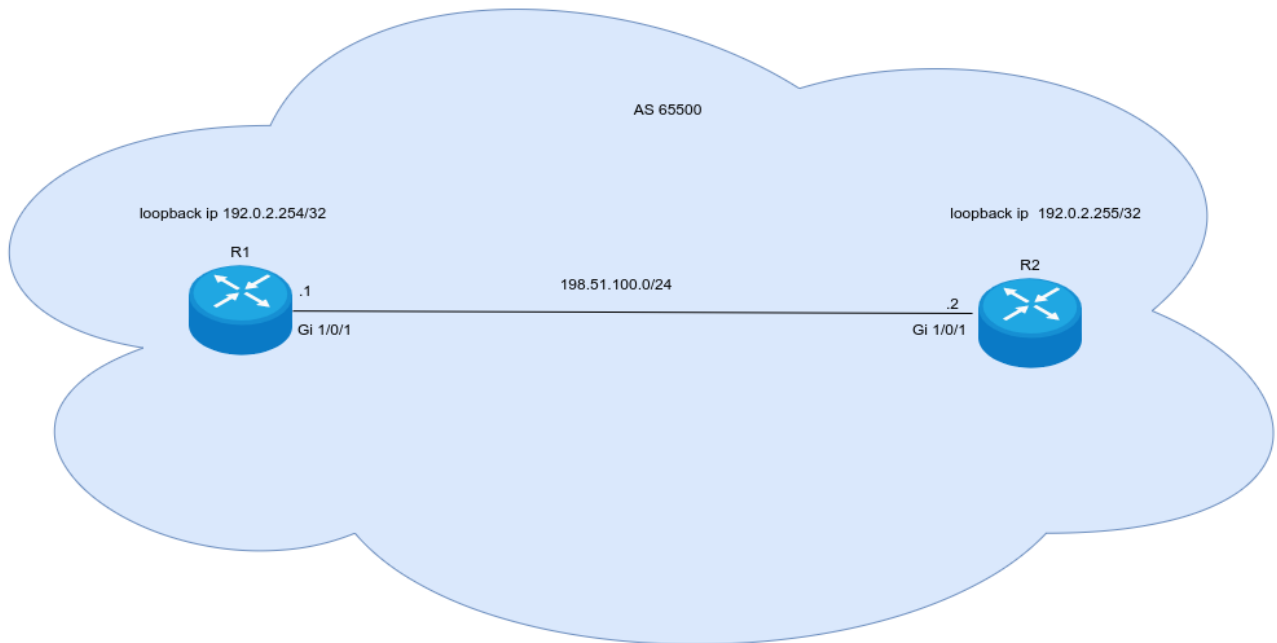 AS 65500
loopback ip 192.0.2.254/32
loopback ip  192.0.2.255/32
R1
R2
.1
198.51.100.0/24
.2
Gi 1/0/1
Gi 1/0/1